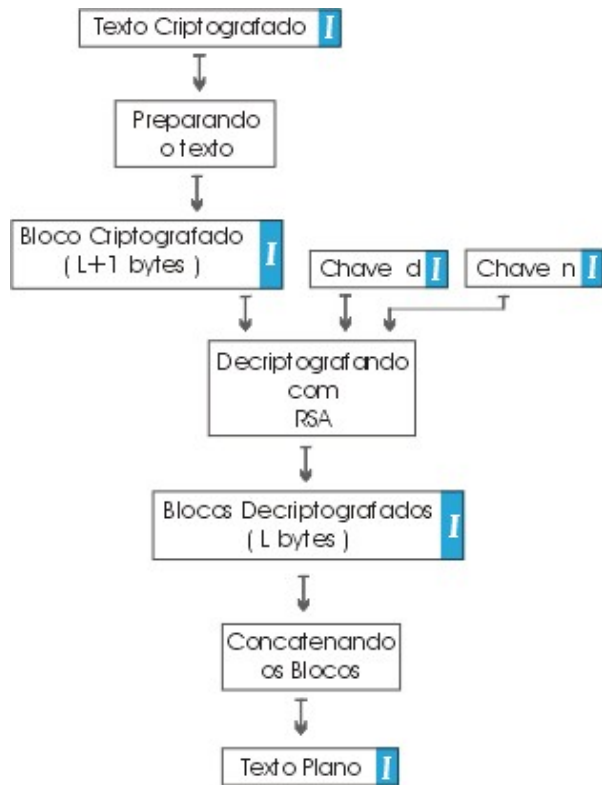 Texto Criptografado I
Preparando
o texto
Bloco Criptografado I
( L+1 bytes )
Chave d I
Chave n I
Decriptografando
com
RSA
Blocos Decriptografados I
( L bytes )
Concatenando
os Blocos
Texto Plano I